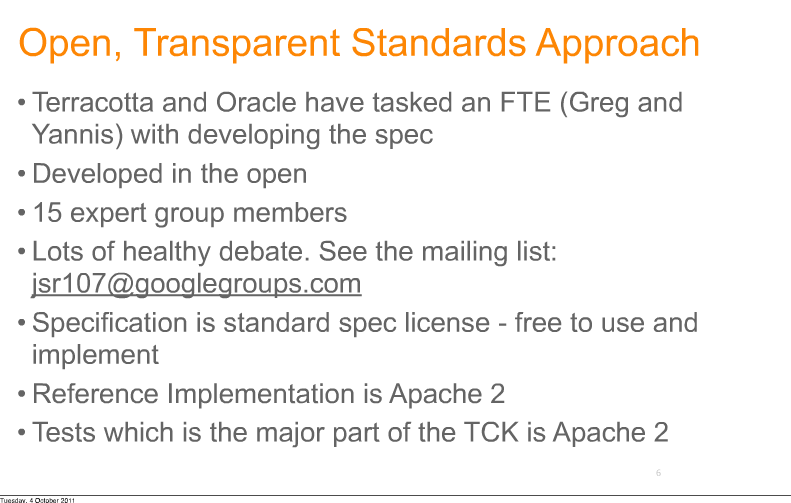 Open, Transparent Standards Approach
• Terracotta and Oracle have tasked an FTE (Greg and
Yannis) with developing the spec
• Developed in the open
• 15 expert group members
• Lots of healthy debate. See the mailing list:
jsr107@googlegroups.com
• Specification is standard spec license - free to use and
implement
• Reference Implementation is Apache 2
• Tests which is the major part of the TCK is Apache 2
6
Tuesday, 4 October 2011